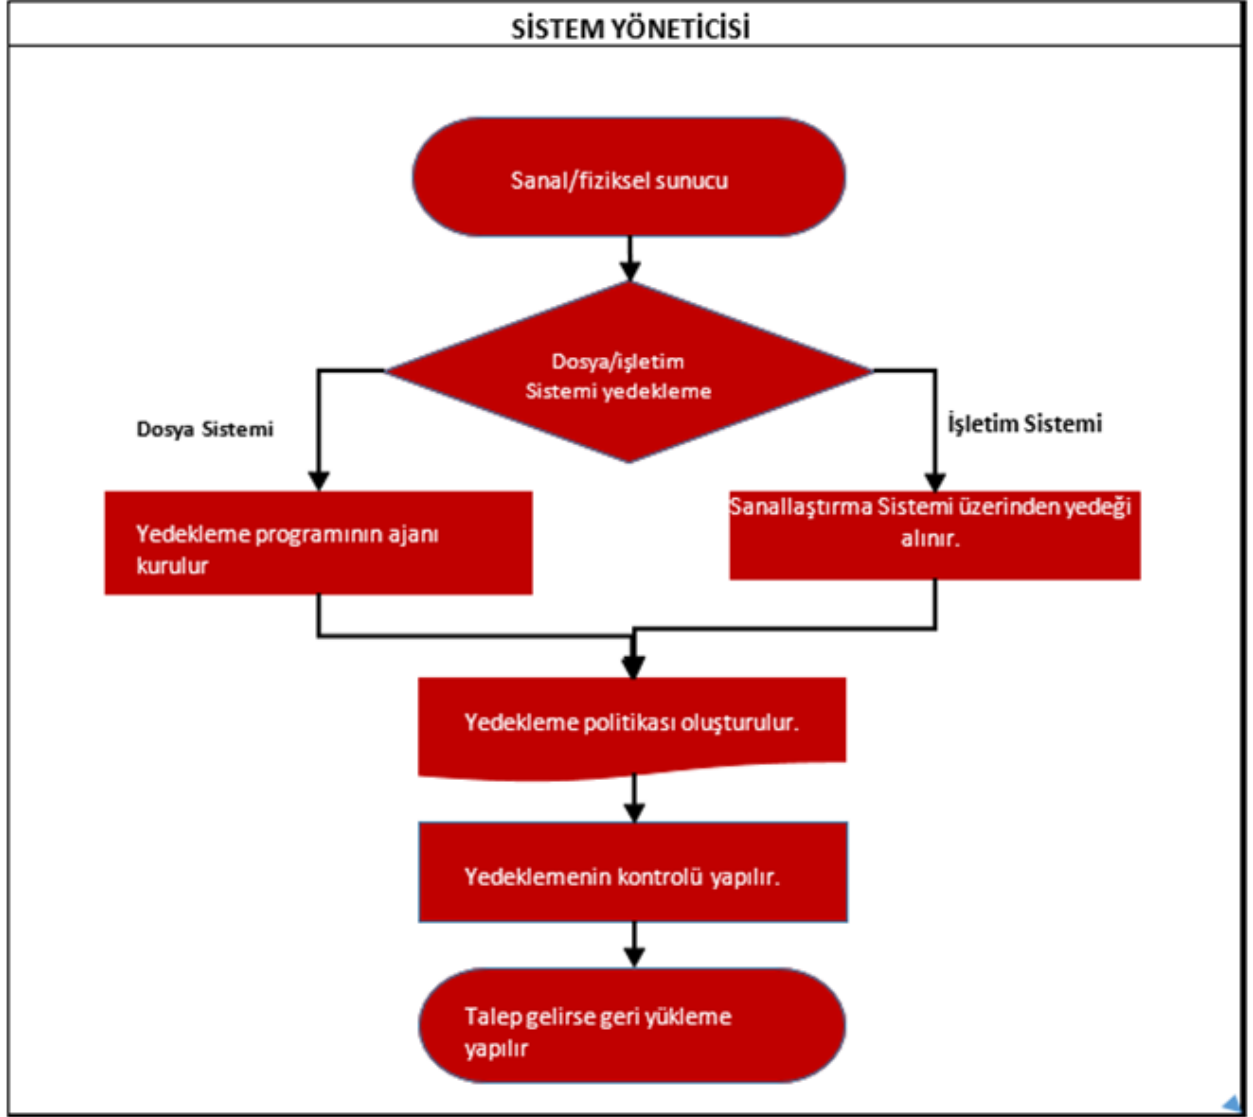 SİSTEM YÖNETİCİSİ
Sanal/fiziksel sunucu
Dosya/işletim
Sistemi yedekleme
Dosya Sistemi
İşletim Sistemi
Yedekleme programının ajanı
kurulur
Sanallaştırma Sistemi üzerinden yedeği
alınır.
Yedekleme politikası oluşturulur.
Yedeklemenin kontrolü yapılır.
Talep gelirse geri yükleme
yapılır